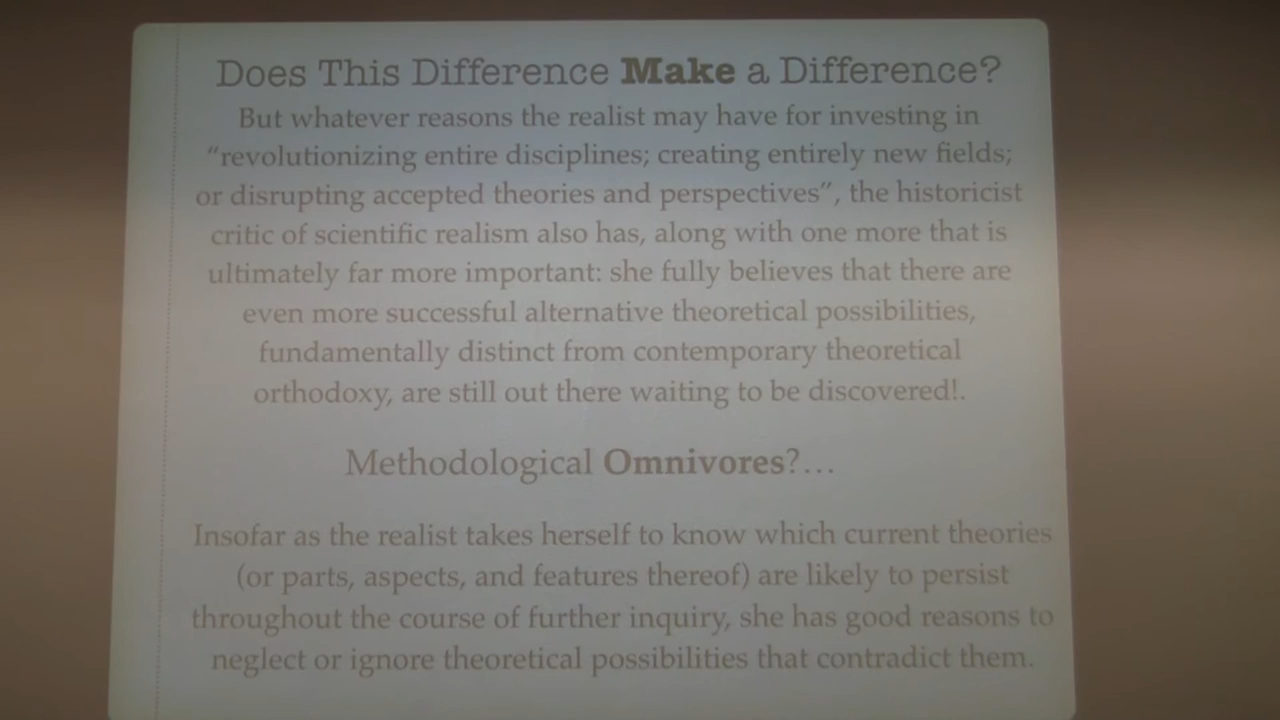 Does This Difference Make a Difference?
But whatever reasons the realist may have for investing in
“revolutionizing entire disciplines; creating entirely new fields;
or disrupting accepted theories and perspectives”, the historicist
critic of scientific realism also has, along with one more that is
ultimately far more important: she fully believes that there are
even more successful alternative theoretical possibilities,
fundamentally distinct from contemporary theoretical
orthodoxy, are still out there waiting to be discovered!.
Methodological Omnivores?...
Insofar as the realist takes herself to know which current theories
(or parts, aspects, and features thereof) are likely to persist
throughout the course of further inquiry, she has good reasons to
neglect or ignore theoretical possibilities that contradict them.